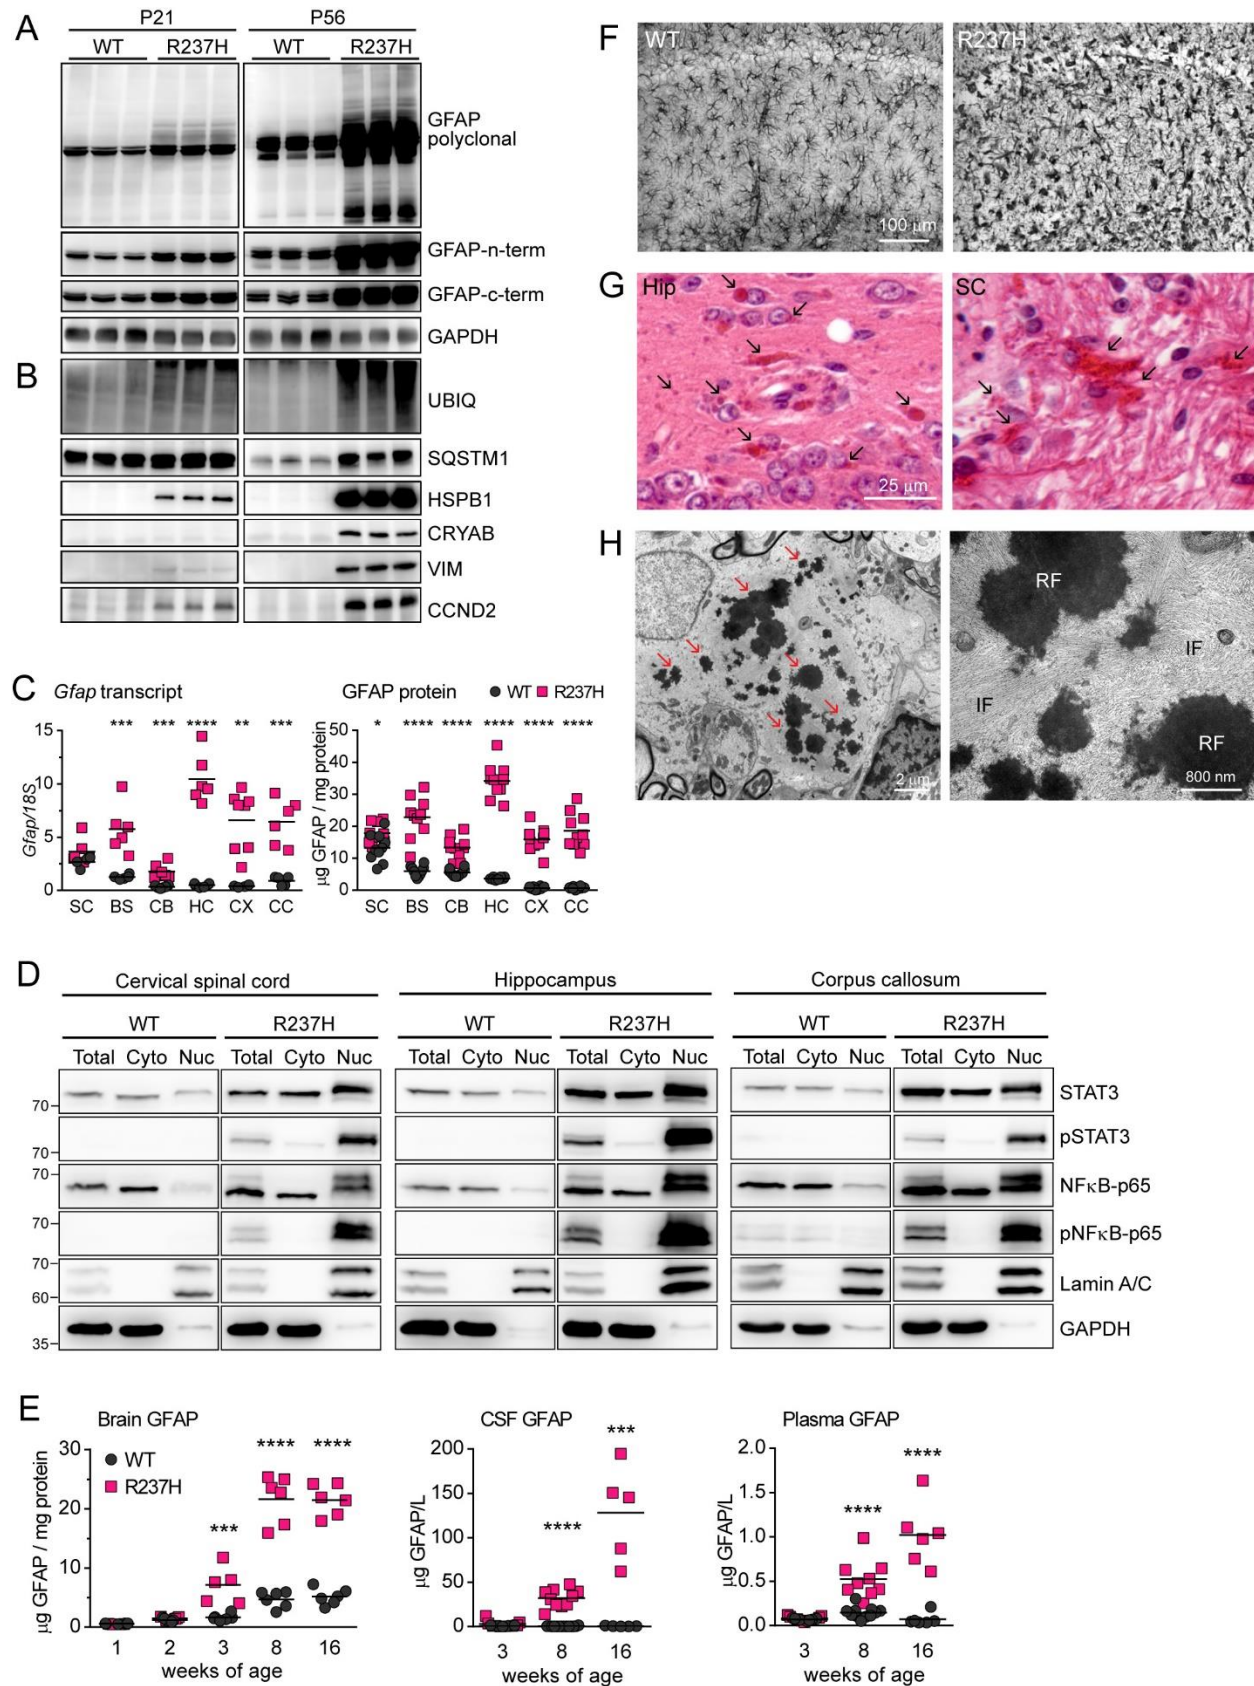 A
P21 P56
WT R237H WT R237H
GFAP
polyclonal
GFAP-n-term
GFAP-c-term
GAPDH
B
UBIQ
SQSTM1
HSPB1
CRYAB
VIM
CCND2
F
WT
R237H
100 μm
G
Hip
SC
25 μm
H
2 μm
RF
IF
IF
RF
800 nm
C
Gfap transcript
*** *** **** ** ***
Gfap/18S
15
10
5
0
SC BS CB HC CX CC
GFAP protein
WT R237H
* **** **** **** **** ****
μg GFAP / mg protein
50
40
30
20
10
0
SC BS CB HC CX CC
D
Cervical spinal cord Hippocampus Corpus callosum
WT R237H WT R237H WT R237H
Total Cyto Nuc Total Cyto Nuc Total Cyto Nuc Total Cyto Nuc Total Cyto Nuc Total Cyto Nuc
70 STAT3
70 pSTAT3
70 NFκB-p65
70 pNFκB-p65
70
60 Lamin A/C
35 GAPDH
E
Brain GFAP
WT
R237H
*** **** ****
μg GFAP / mg protein
30
20
10
0
1 2 3 8 16
weeks of age
CSF GFAP
**** ***
μg GFAP/L
200
150
100
50
0
3 8 16
weeks of age
Plasma GFAP
**** ****
μg GFAP/L
2.0
1.5
1.0
0.5
0.0
3 8 16
weeks of age